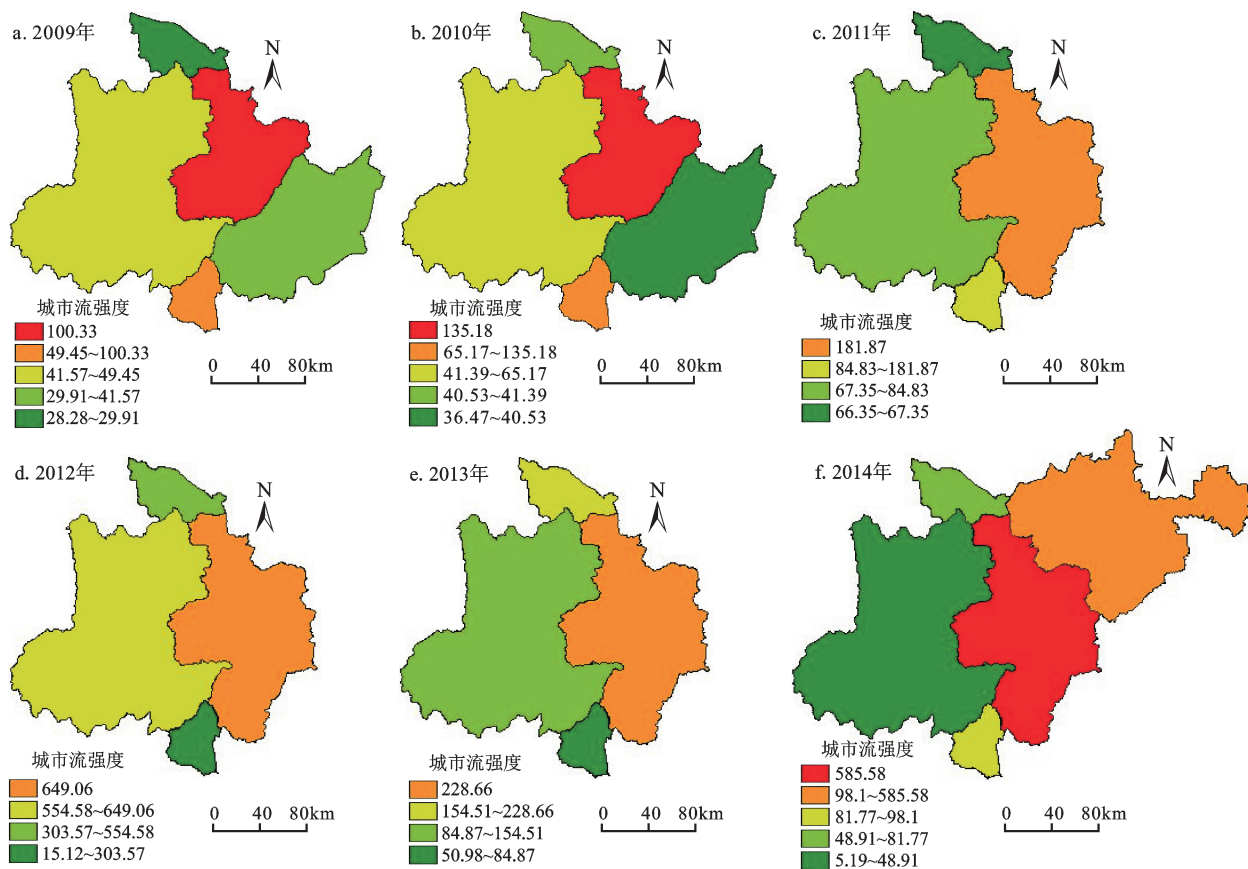 a. 2009年
N
城市流强度
100.33
49.45~100.33
41.57~49.45
29.91~41.57
28.28~29.91
0 40 80km
b. 2010年
N
城市流强度
135.18
65.17~135.18
41.39~65.17
40.53~41.39
36.47~40.53
0 40 80km
c. 2011年
N
城市流强度
181.87
84.83~181.87
67.35~84.83
66.35~67.35
0 40 80km
d. 2012年
N
城市流强度
649.06
554.58~649.06
303.57~554.58
15.12~303.57
0 40 80km
e. 2013年
N
城市流强度
228.66
154.51~228.66
84.87~154.51
50.98~84.87
0 40 80km
f. 2014年
N
城市流强度
585.58
98.1~585.58
81.77~98.1
48.91~81.77
5.19~48.91
0 40 80km